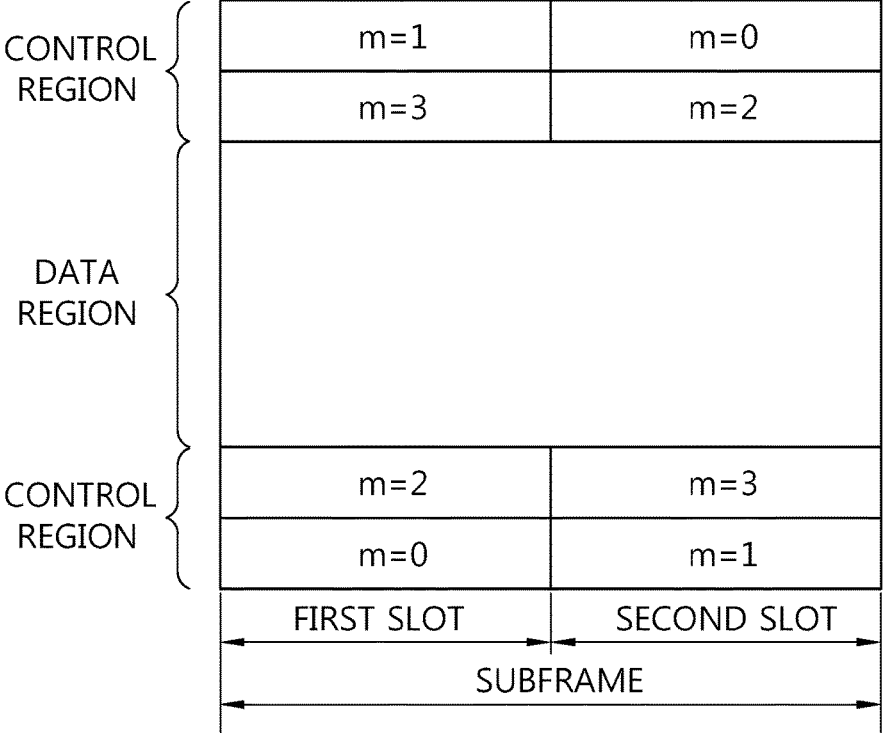 CONTROL
REGION
m=1
m=0
m=3
m=2
DATA
REGION
CONTROL
REGION
m=2
m=3
m=0
m=1
FIRST SLOT
SECOND SLOT
SUBFRAME